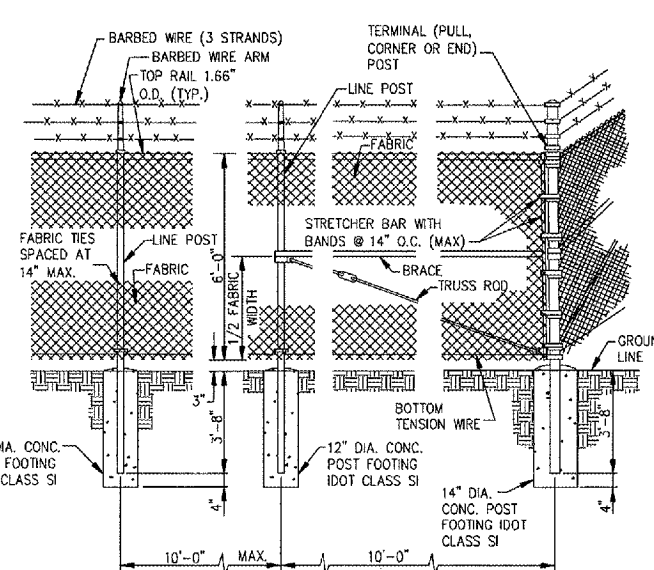 BARBED WIRE (3 STRANDS)
BARBED WIRE ARM
TOP RAIL 1.66"
O.D. (TYP.)
TERMINAL (PULL,
CORNER OR END)
POST
LINE POST
FABRIC
STRETCHER BAR WITH
BANDS @ 14" O.C. (MAX)
FABRIC TIES
SPACED AT
14" MAX.
LINE POST
FABRIC
6'-0"
1/2 FABRIC
WIDTH
BRACE
TRUSS ROD
GROUN
LINE
3"
3'-8"
4"
BOTTOM
TENSION WIRE
3'-8"
4"
IA. CONC.
FOOTING
CLASS SI
12" DIA. CONC.
POST FOOTING
IDOT CLASS SI
14" DIA.
CONC. POST
FOOTING IDOT
CLASS SI
10'-0" MAX.
10'-0"